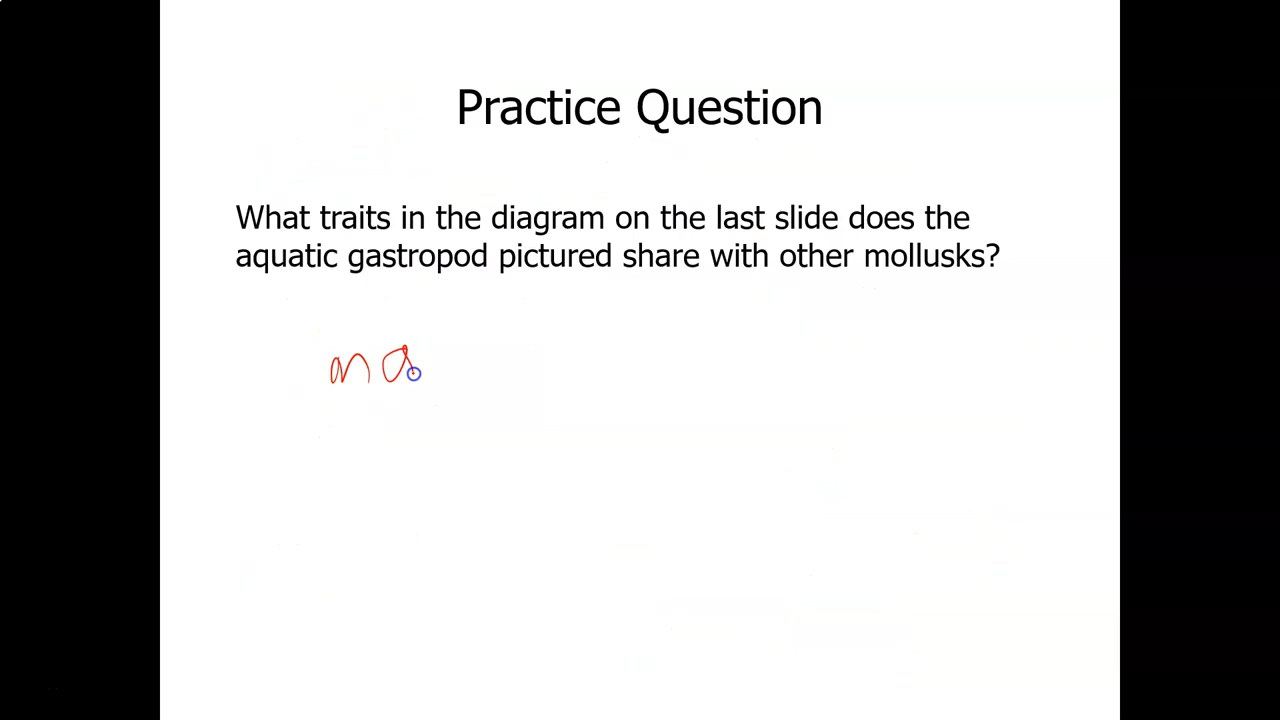 Practice Question
What traits in the diagram on the last slide does the
aquatic gastropod pictured share with other mollusks?
ma